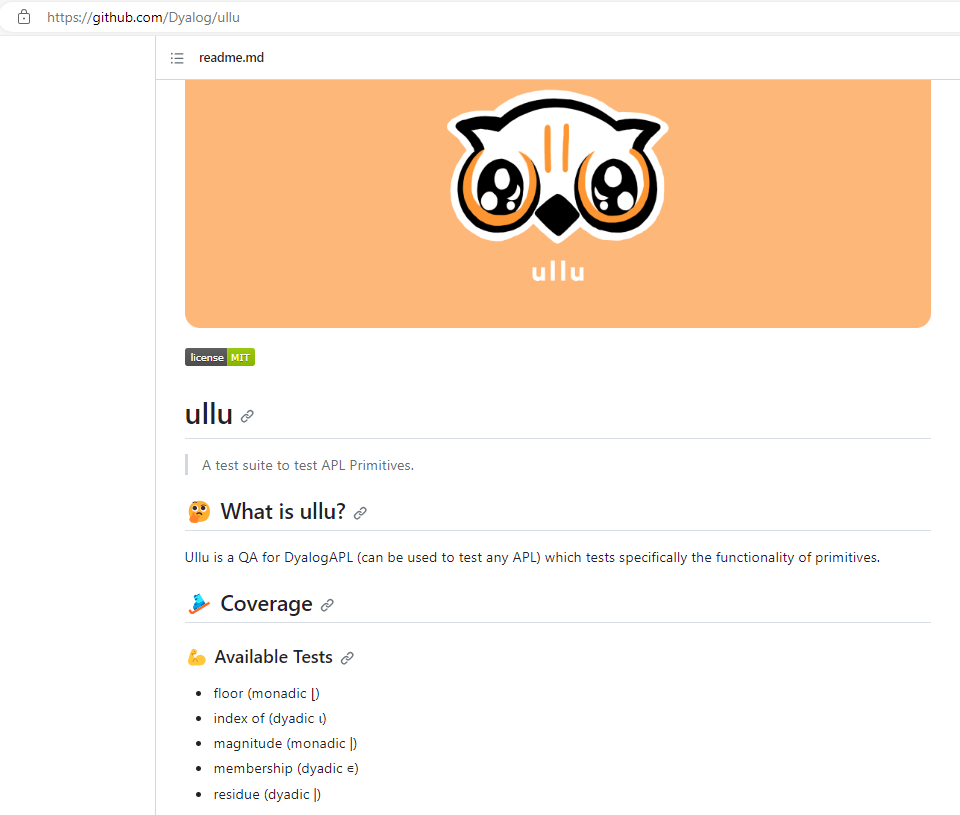 https://github.com/Dyalog/ullu
readme.md
ullu
license MIT
ullu
A test suite to test APL Primitives.
🤔 What is ullu?
Ullu is a QA for DyalogAPL (can be used to test any APL) which tests specifically the functionality of primitives.
🎿 Coverage
💪 Available Tests
• floor (monadic ⌊)
• index of (dyadic ⍳)
• magnitude (monadic |)
• membership (dyadic ∊)
• residue (dyadic |)